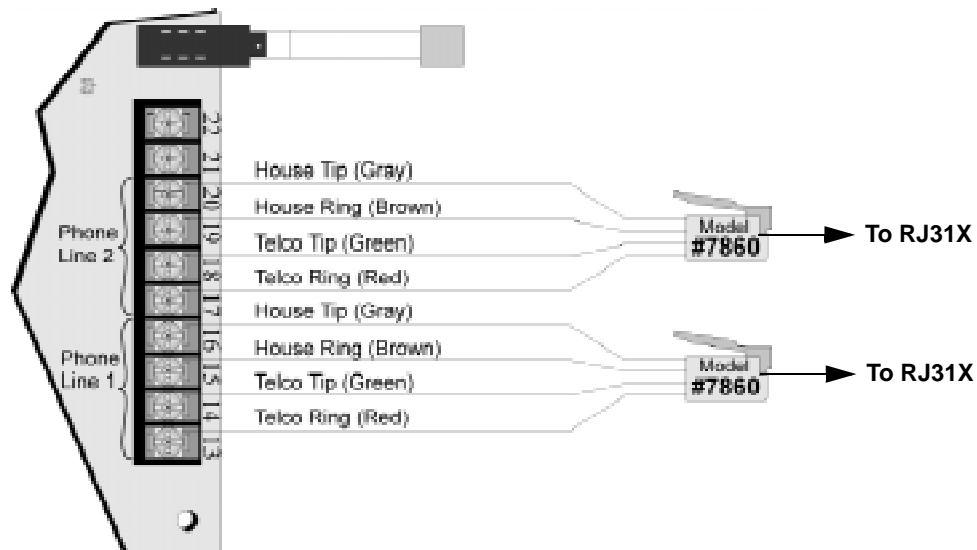 22
21
20
19
18
17
16
15
14
13
Phone
Line 2
Phone
Line 1
House Tip (Gray)
House Ring (Brown)
Telco Tip (Green)
Telco Ring (Red)
House Tip (Gray)
House Ring (Brown)
Telco Tip (Green)
Telco Ring (Red)
Model
#7860
To RJ31X
Model
#7860
To RJ31X